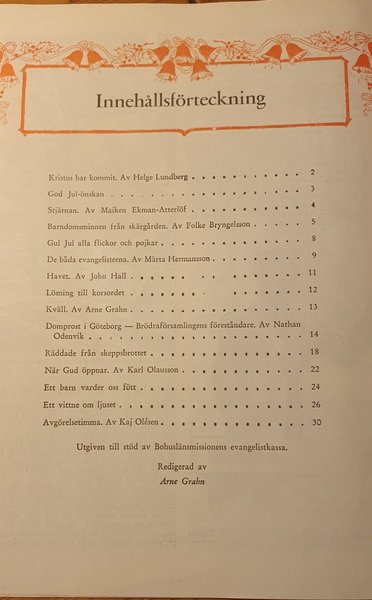 Innehållsförteckning
Kristus har kommit. Av Helge Lundberg . . . . . . . . . . 2
God Jul-önskan . . . . . . . . . . . . . . . . 3
Stjärnan. Av Maiken Ekman-Atterlöf . . . . . . . . . . 4
Barndomsminnen från skärgården. Av Folke Bryngelsson . . . . . 5
Gul Jul alla flickor och pojkar . . . . . . . . . . . . 8
De båda evangelisterna. Av Märta Hermansson . . . . . . . . 9
Havet. Av John Hall . . . . . . . . . . . . . . 11
Lösning till korsordet . . . . . . . . . . . . . . 12
Kväll. Av Arne Grahn . . . . . . . . . . . . . . 13
Domprost i Göteborg — Brödraförsamlingens föreståndare. Av Nathan
Odenvik . . . . . . . . . . . . . . . . . 14
Räddade från skeppsbrottet . . . . . . . . . . . . 18
När Gud öppnar. Av Karl Olausson . . . . . . . . . . 22
Ett barn varder oss fött . . . . . . . . . . . . . 24
Ett vittne om ljuset . . . . . . . . . . . . . . 26
Avgörelsetimma. Av Kaj Olésen . . . . . . . . . . . 30
Utgiven till stöd av Bohuslänsmissionens evangelistkassa.
Redigerad av
Arne Grahn